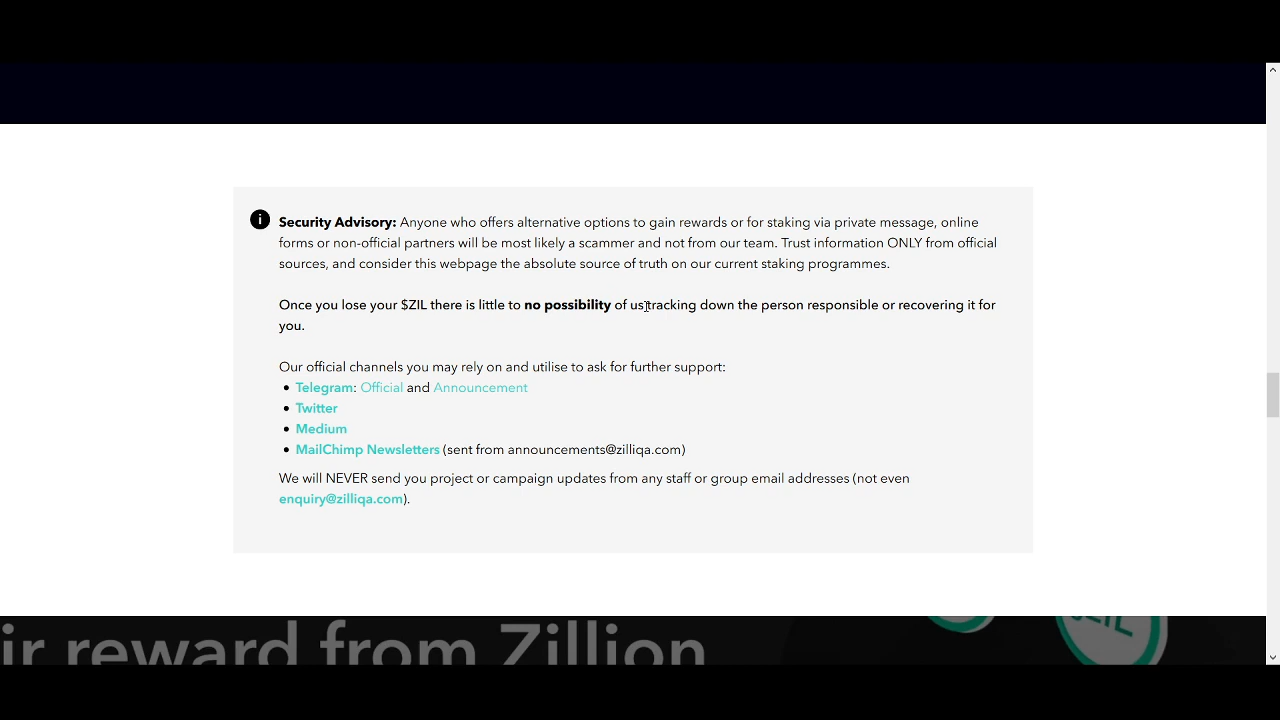 Security Advisory: Anyone who offers alternative options to gain rewards or for staking via private message, online
forms or non-official partners will be most likely a scammer and not from our team. Trust information ONLY from official
sources, and consider this webpage the absolute source of truth on our current staking programmes.
Once you lose your $ZIL there is little to no possibility of us tracking down the person responsible or recovering it for
you.
Our official channels you may rely on and utilise to ask for further support:
• Telegram: Official and Announcement
• Twitter
• Medium
• MailChimp Newsletters (sent from announcements@zilliqa.com)
We will NEVER send you project or campaign updates from any staff or group email addresses (not even
enquiry@zilliqa.com).
ir reward from Zillion
ZIL